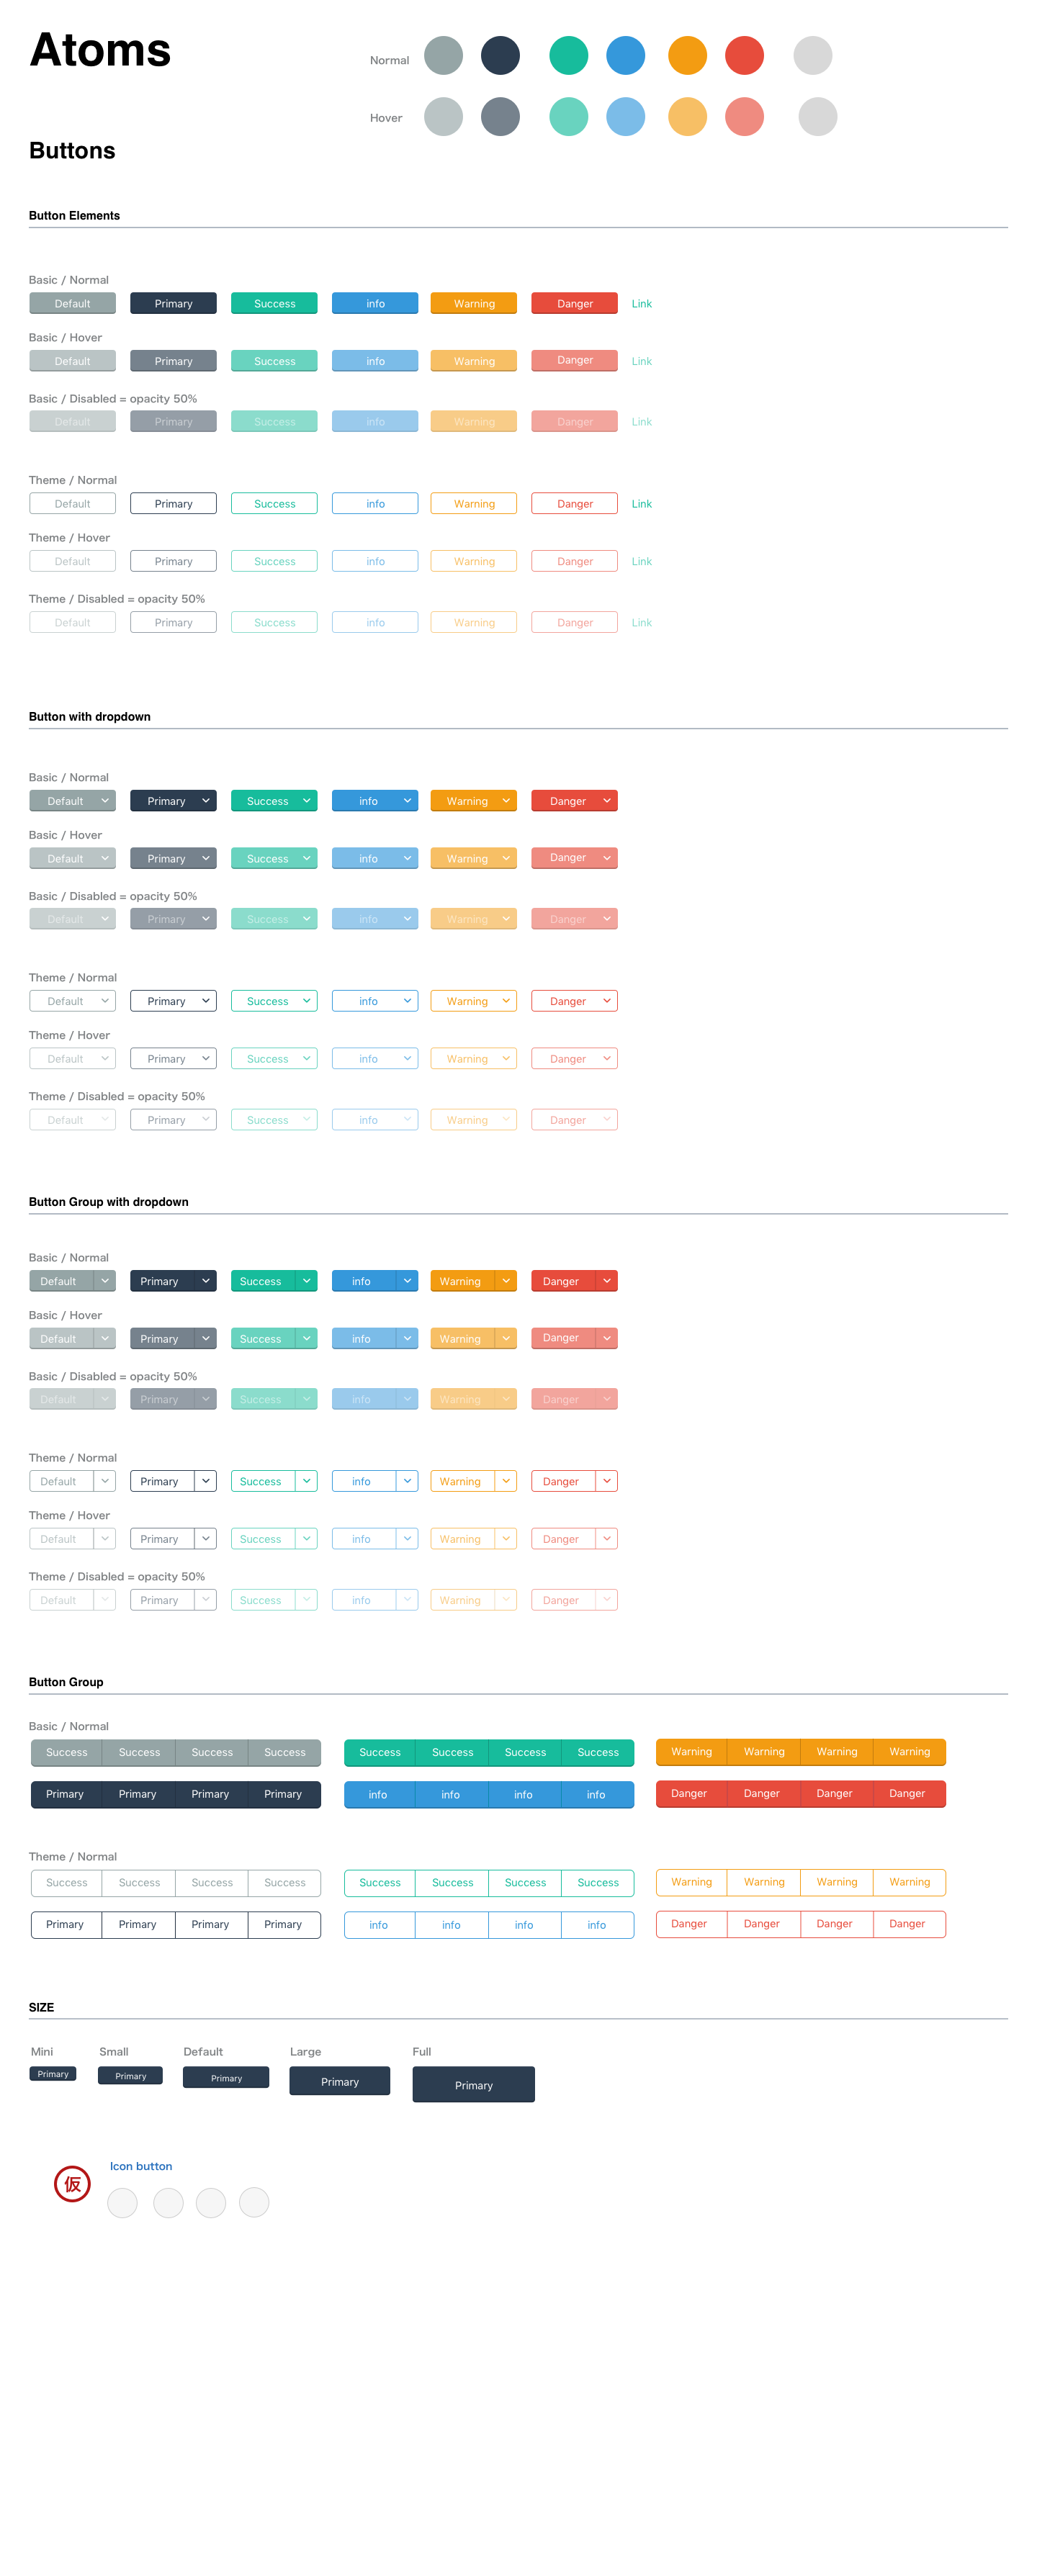 Atoms
Normal
Hover
Buttons
Button Elements
Basic / Normal
Default Primary Success info Warning Danger Link
Basic / Hover
Default Primary Success info Warning Danger Link
Basic / Disabled = opacity 50%
Default Primary Success info Warning Danger Link
Theme / Normal
Default Primary Success info Warning Danger Link
Theme / Hover
Default Primary Success info Warning Danger Link
Theme / Disabled = opacity 50%
Default Primary Success info Warning Danger Link
Button with dropdown
Basic / Normal
Default Primary Success info Warning Danger
Basic / Hover
Default Primary Success info Warning Danger
Basic / Disabled = opacity 50%
Default Primary Success info Warning Danger
Theme / Normal
Default Primary Success info Warning Danger
Theme / Hover
Default Primary Success info Warning Danger
Theme / Disabled = opacity 50%
Default Primary Success info Warning Danger
Button Group with dropdown
Basic / Normal
Default Primary Success info Warning Danger
Basic / Hover
Default Primary Success info Warning Danger
Basic / Disabled = opacity 50%
Default Primary Success info Warning Danger
Theme / Normal
Default Primary Success info Warning Danger
Theme / Hover
Default Primary Success info Warning Danger
Theme / Disabled = opacity 50%
Default Primary Success info Warning Danger
Button Group
Basic / Normal
Success Success Success Success Success Success Success Success Warning Warning Warning Warning
Primary Primary Primary Primary info info info info Danger Danger Danger Danger
Theme / Normal
Success Success Success Success Success Success Success Success Warning Warning Warning Warning
Primary Primary Primary Primary info info info info Danger Danger Danger Danger
SIZE
Mini Small Default Large Full
Primary Primary Primary Primary Primary
Icon button
仮